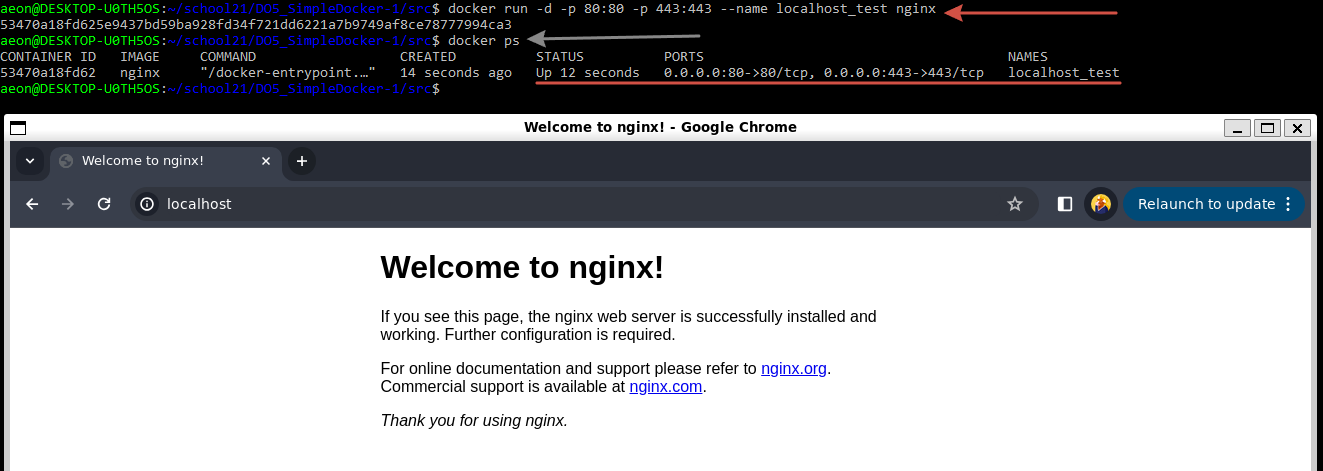 aeon@DESKTOP-U0TH5OS:~/school21/DO5_SimpleDocker-1/src$ docker run -d -p 80:80 -p 443:443 --name localhost_test nginx
53470a18fd625e9437bd59ba928fd34f721dd6221a7b9749af8ce78777994ca3
aeon@DESKTOP-U0TH5OS:~/school21/DO5_SimpleDocker-1/src$ docker ps
CONTAINER ID   IMAGE     COMMAND                  CREATED          STATUS          PORTS                                      NAMES
53470a18fd62   nginx     "/docker-entrypoint.…"   14 seconds ago   Up 12 seconds   0.0.0.0:80->80/tcp, 0.0.0.0:443->443/tcp   localhost_test
aeon@DESKTOP-U0TH5OS:~/school21/DO5_SimpleDocker-1/src$
Welcome to nginx! - Google Chrome
Welcome to nginx!
localhost
Relaunch to update
Welcome to nginx!
If you see this page, the nginx web server is successfully installed and
working. Further configuration is required.
For online documentation and support please refer to nginx.org.
Commercial support is available at nginx.com.
Thank you for using nginx.